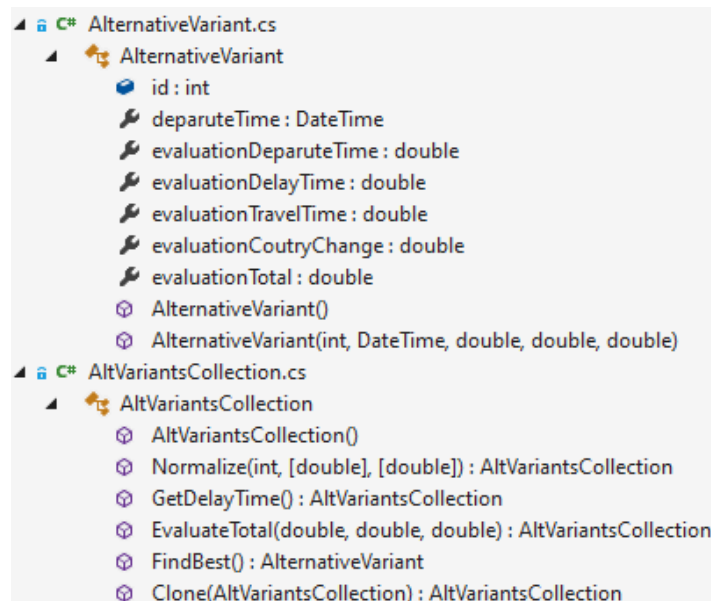 C# AlternativeVariant.cs
AlternativeVariant
id : int
deparuteTime : DateTime
evaluationDeparuteTime : double
evaluationDelayTime : double
evaluationTravelTime : double
evaluationCoutryChange : double
evaluationTotal : double
AlternativeVariant()
AlternativeVariant(int, DateTime, double, double, double)
C# AltVariantsCollection.cs
AltVariantsCollection
AltVariantsCollection()
Normalize(int, [double], [double]) : AltVariantsCollection
GetDelayTime() : AltVariantsCollection
EvaluateTotal(double, double, double) : AltVariantsCollection
FindBest() : AlternativeVariant
Clone(AltVariantsCollection) : AltVariantsCollection